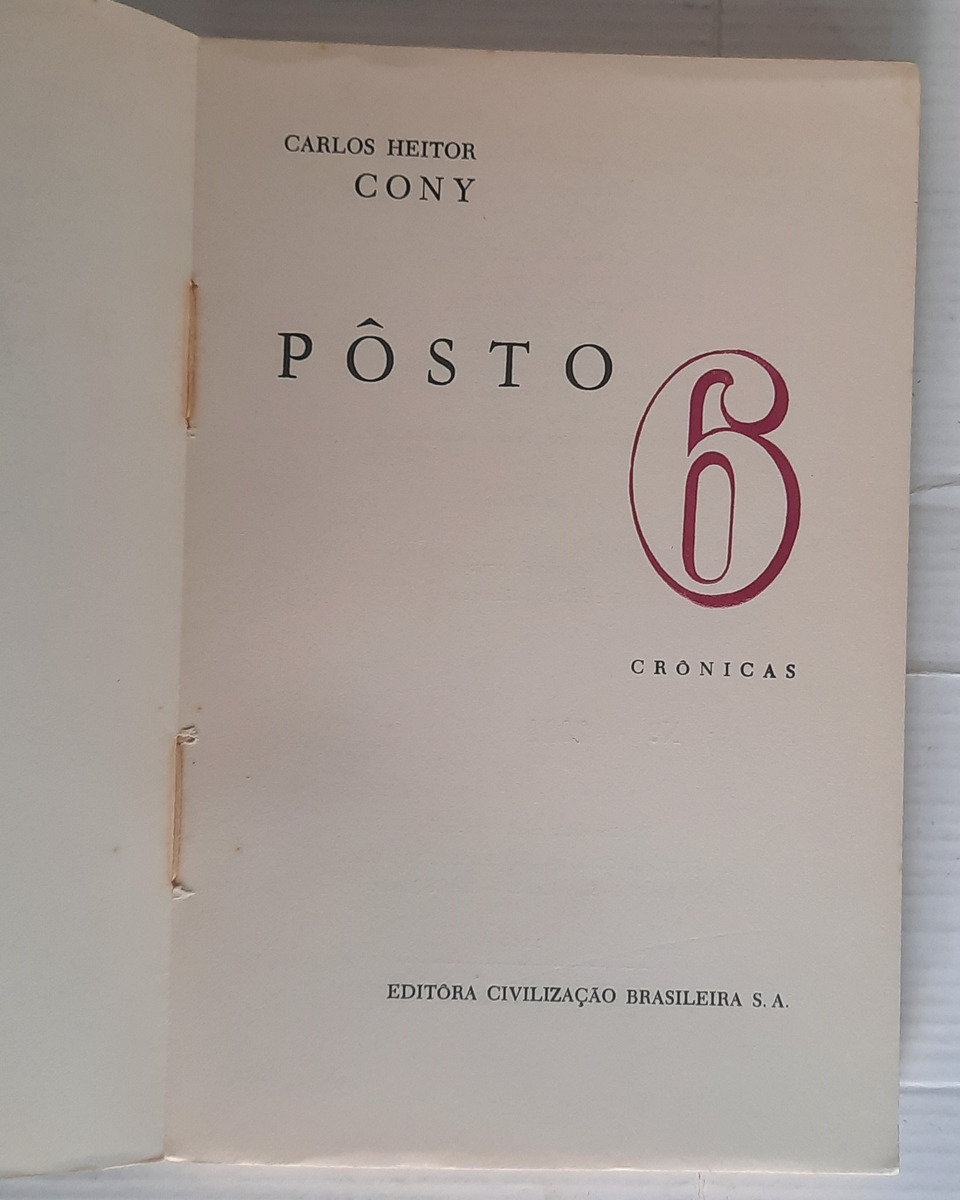 CARLOS HEITOR
CONY
PÔSTO 6
CRÔNICAS
EDITÔRA CIVILIZAÇÃO BRASILEIRA S. A.